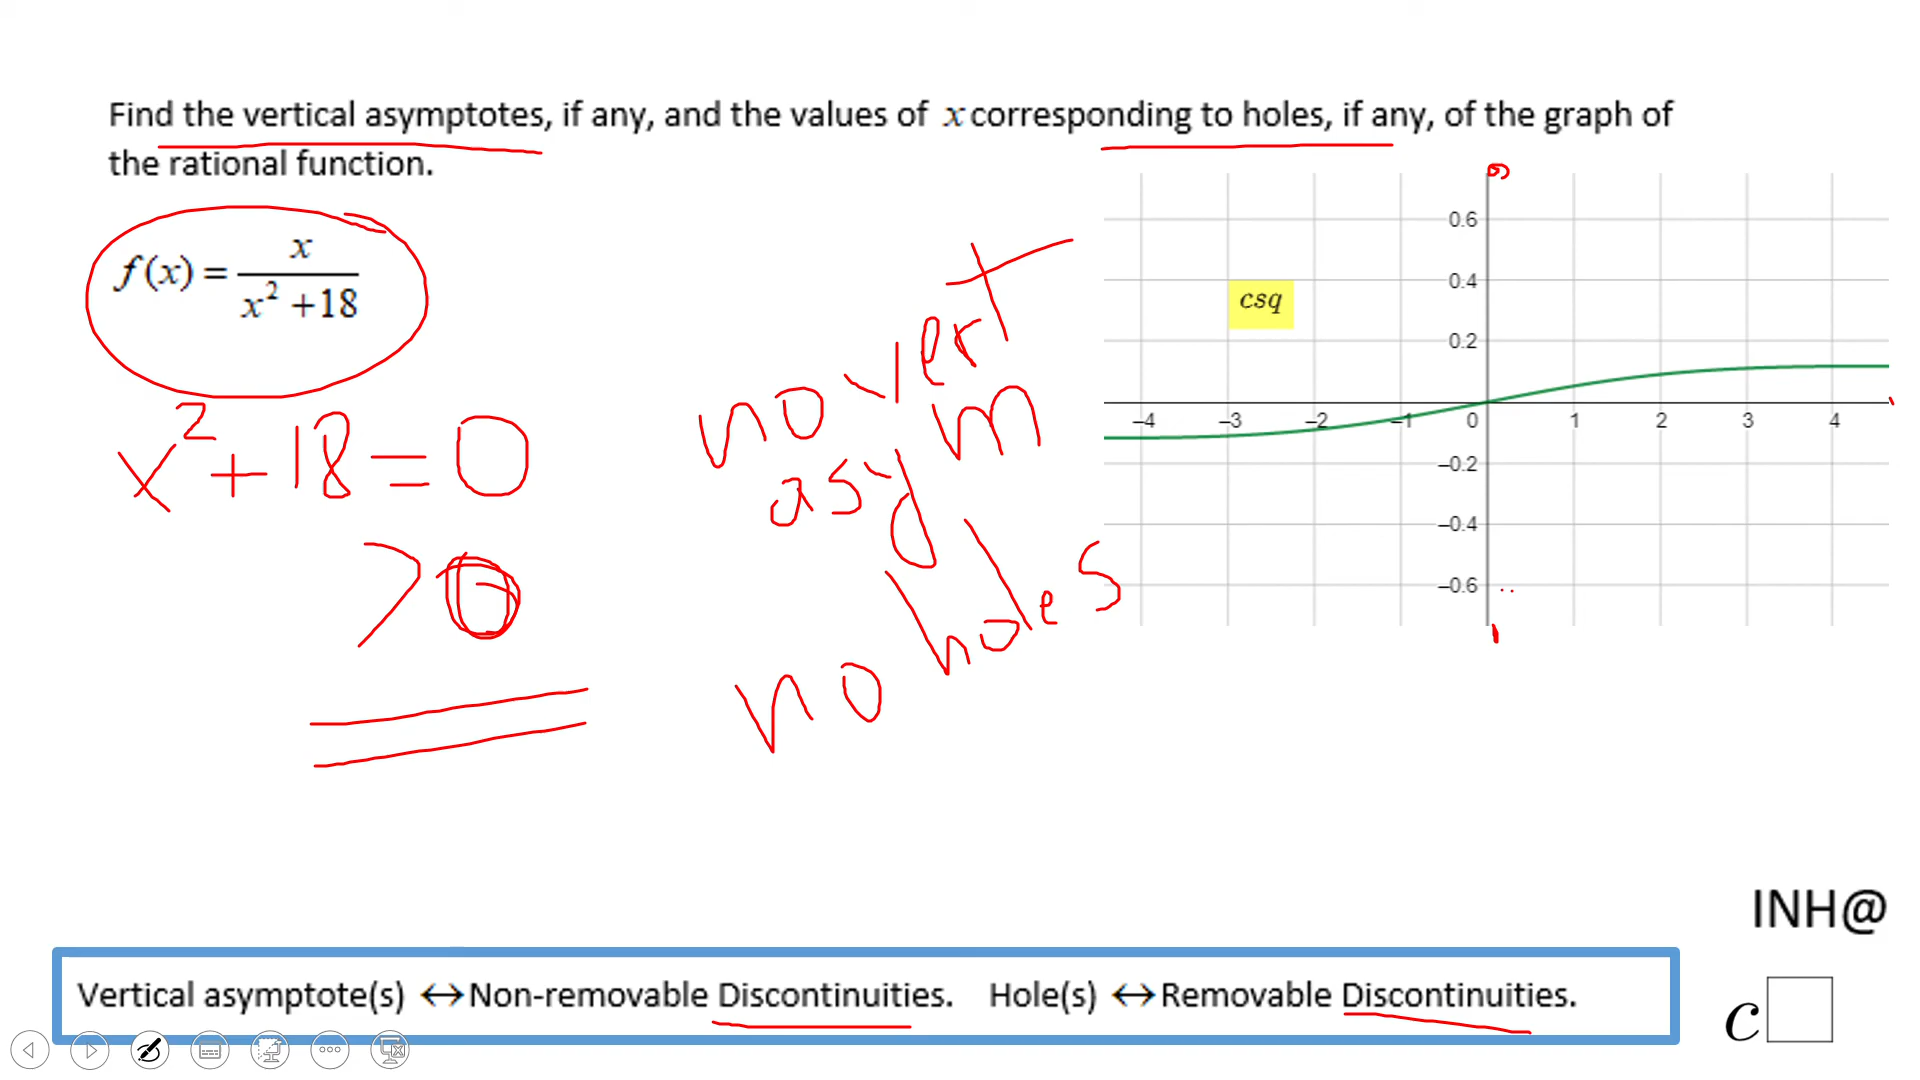 Find the vertical asymptotes, if any, and the values of x corresponding to holes, if any, of the graph of
the rational function.
f(x) = x / (x² + 18)
x² + 18 = 0
> 0
no vert
asym
no holes
csq
0.6
0.4
0.2
−4 −3 −2 −1 0 1 2 3 4
−0.2
−0.4
−0.6
INH@
Vertical asymptote(s) ↔ Non-removable Discontinuities. Hole(s) ↔ Removable Discontinuities.
c